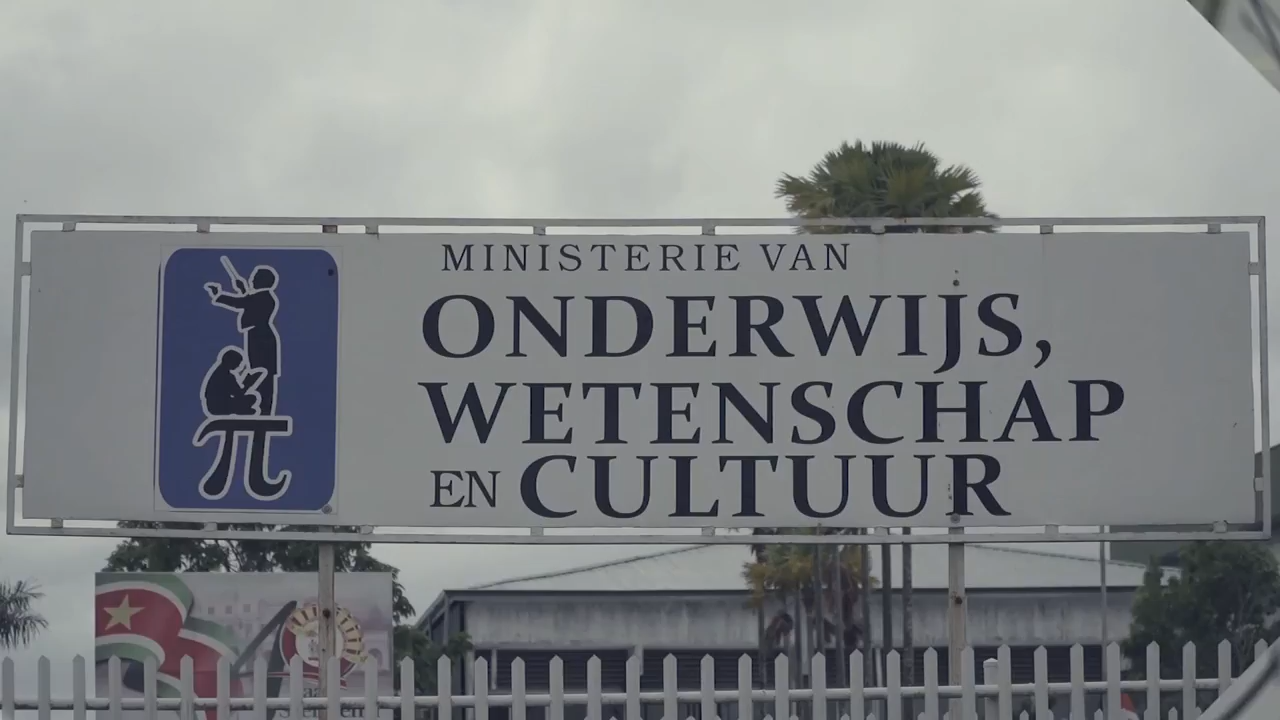 MINISTERIE VAN
ONDERWIJS,
WETENSCHAP
EN CULTUUR
π